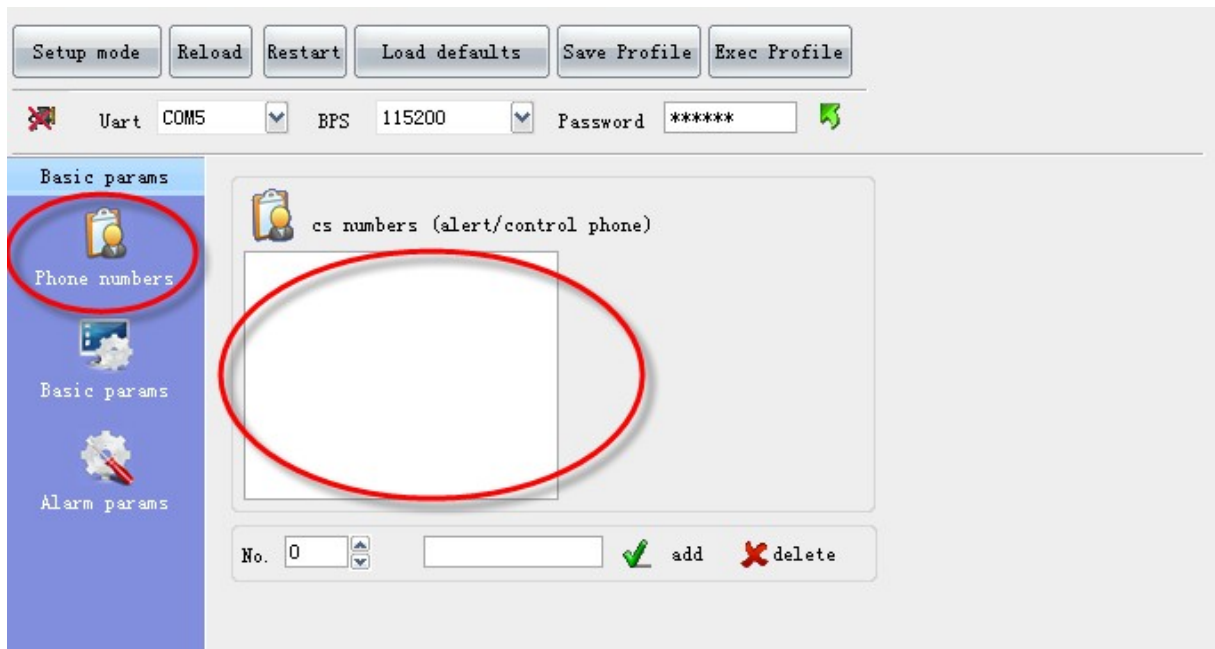 Setup mode Reload Restart Load defaults Save Profile Exec Profile
Uart COM5 BPS 115200 Password ******
Basic params
Phone numbers
Basic params
Alarm params
cs numbers (alert/control phone)
No. 0 add delete